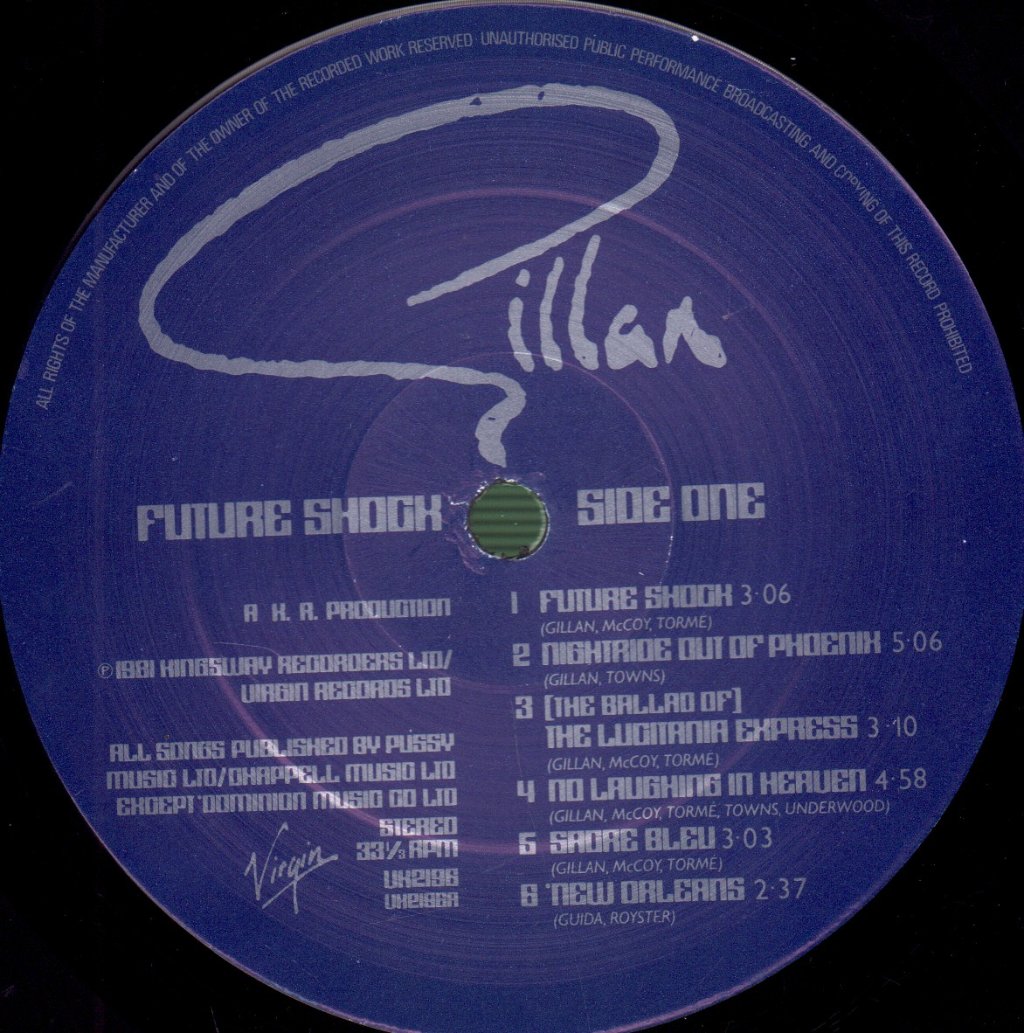 ALL RIGHTS OF THE MANUFACTURER AND OF THE OWNER OF THE RECORDED WORK RESERVED UNAUTHORISED PUBLIC PERFORMANCE BROADCASTING AND COPYING OF THIS RECORD PROHIBITED
Gillan
FUTURE SHOCK
SIDE ONE
A K. A. PRODUCTION
℗ 1981 KINGSWAY RECORDERS LTD/
VIRGIN RECORDS LTD
ALL SONGS PUBLISHED BY PUSSY
MUSIC LTD/CHAPPELL MUSIC LTD
EXCEPT *DOMINION MUSIC CO LTD
STEREO
33⅓ RPM
Virgin
VK2196
VK2196A
1 FUTURE SHOCK 3·06
(GILLAN, McCOY, TORMÉ)
2 NIGHTRIDE OUT OF PHOENIX 5·06
(GILLAN, TOWNS)
3 (THE BALLAD OF)
THE LUCITANIA EXPRESS 3·10
(GILLAN, McCOY, TORMÉ)
4 NO LAUGHING IN HEAVEN 4·58
(GILLAN, McCOY, TORMÉ, TOWNS, UNDERWOOD)
5 SACRE BLEU 3·03
(GILLAN, McCOY, TORMÉ)
6 *NEW ORLEANS 2·37
(GUIDA, ROYSTER)